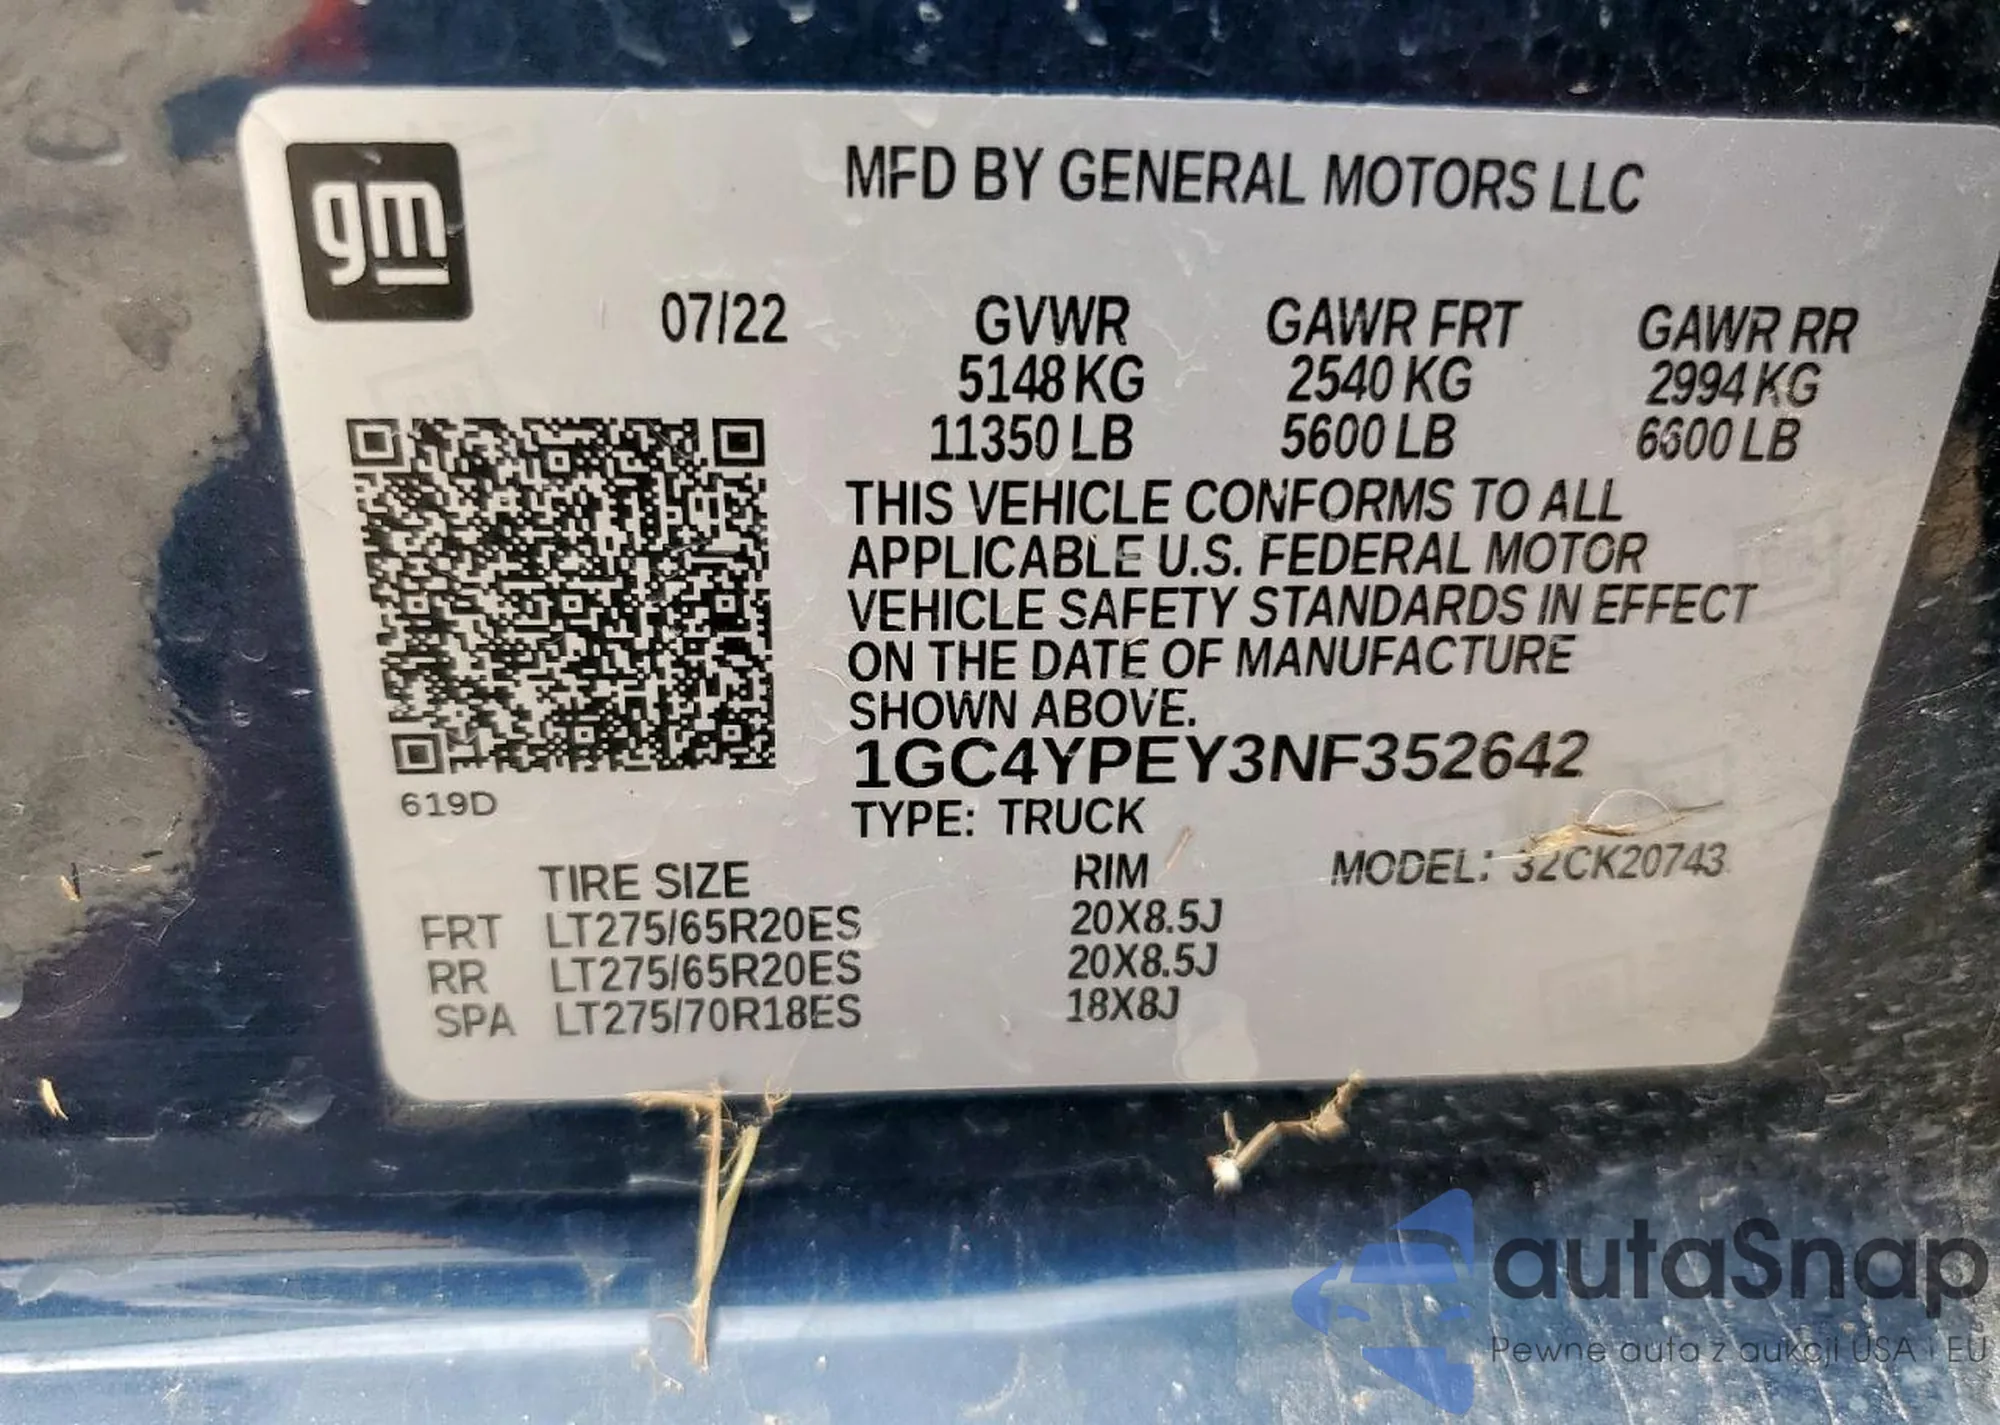 gm
MFD BY GENERAL MOTORS LLC
07/22 GVWR GAWR FRT GAWR RR
5148 KG 2540 KG 2994 KG
11350 LB 5600 LB 6600 LB
THIS VEHICLE CONFORMS TO ALL
APPLICABLE U.S. FEDERAL MOTOR
VEHICLE SAFETY STANDARDS IN EFFECT
ON THE DATE OF MANUFACTURE
SHOWN ABOVE.
1GC4YPEY3NF352642
619D
TYPE: TRUCK
TIRE SIZE RIM MODEL: 32CK20743
FRT LT275/65R20ES 20X8.5J
RR LT275/65R20ES 20X8.5J
SPA LT275/70R18ES 18X8J
autaSnap
Pewne auta z aukcji USA i EU